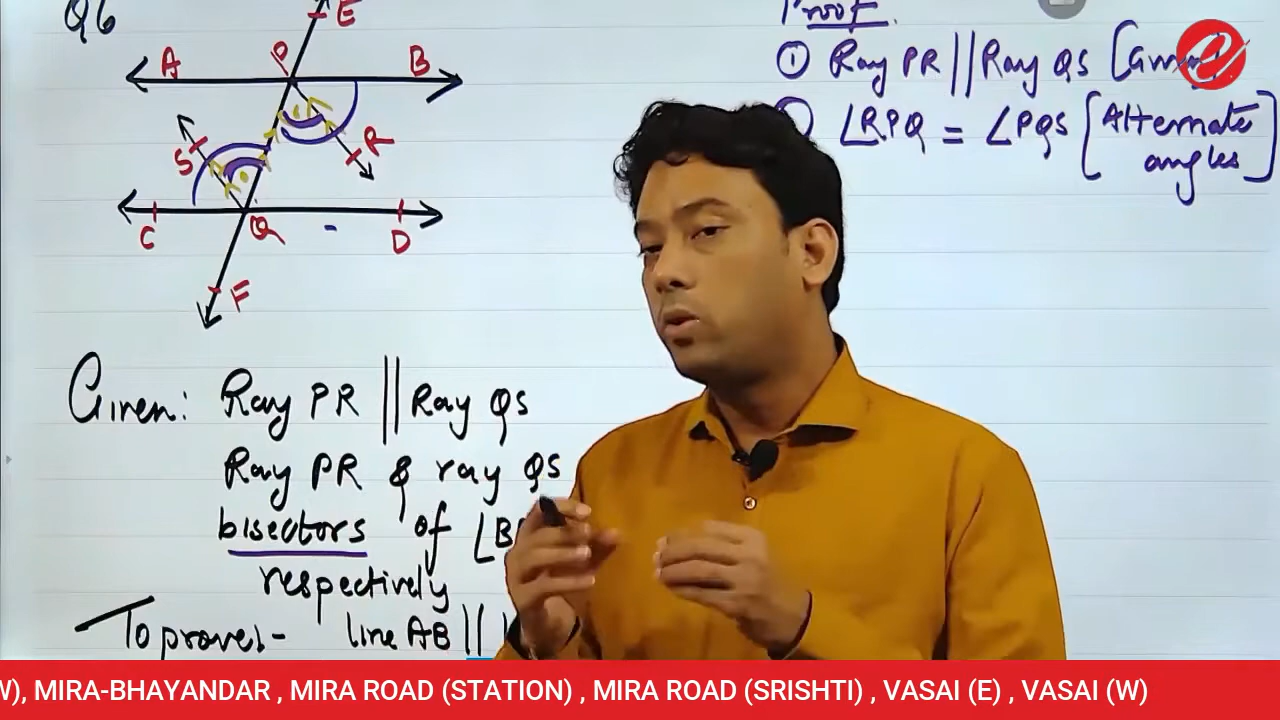 Q6
E
A
P
B
S
R
C
Q
D
F
Proof.
① Ray PR || Ray QS
∠RPQ = ∠PQS [Alternate
angles]
Given: Ray PR || Ray QS
Ray PR & ray QS
bisectors of
respectively
To prove:- line AB ||
MIRA-BHAYANDAR , MIRA ROAD (STATION) , MIRA ROAD (SRISHTI) , VASAI (E) , VASAI (W)